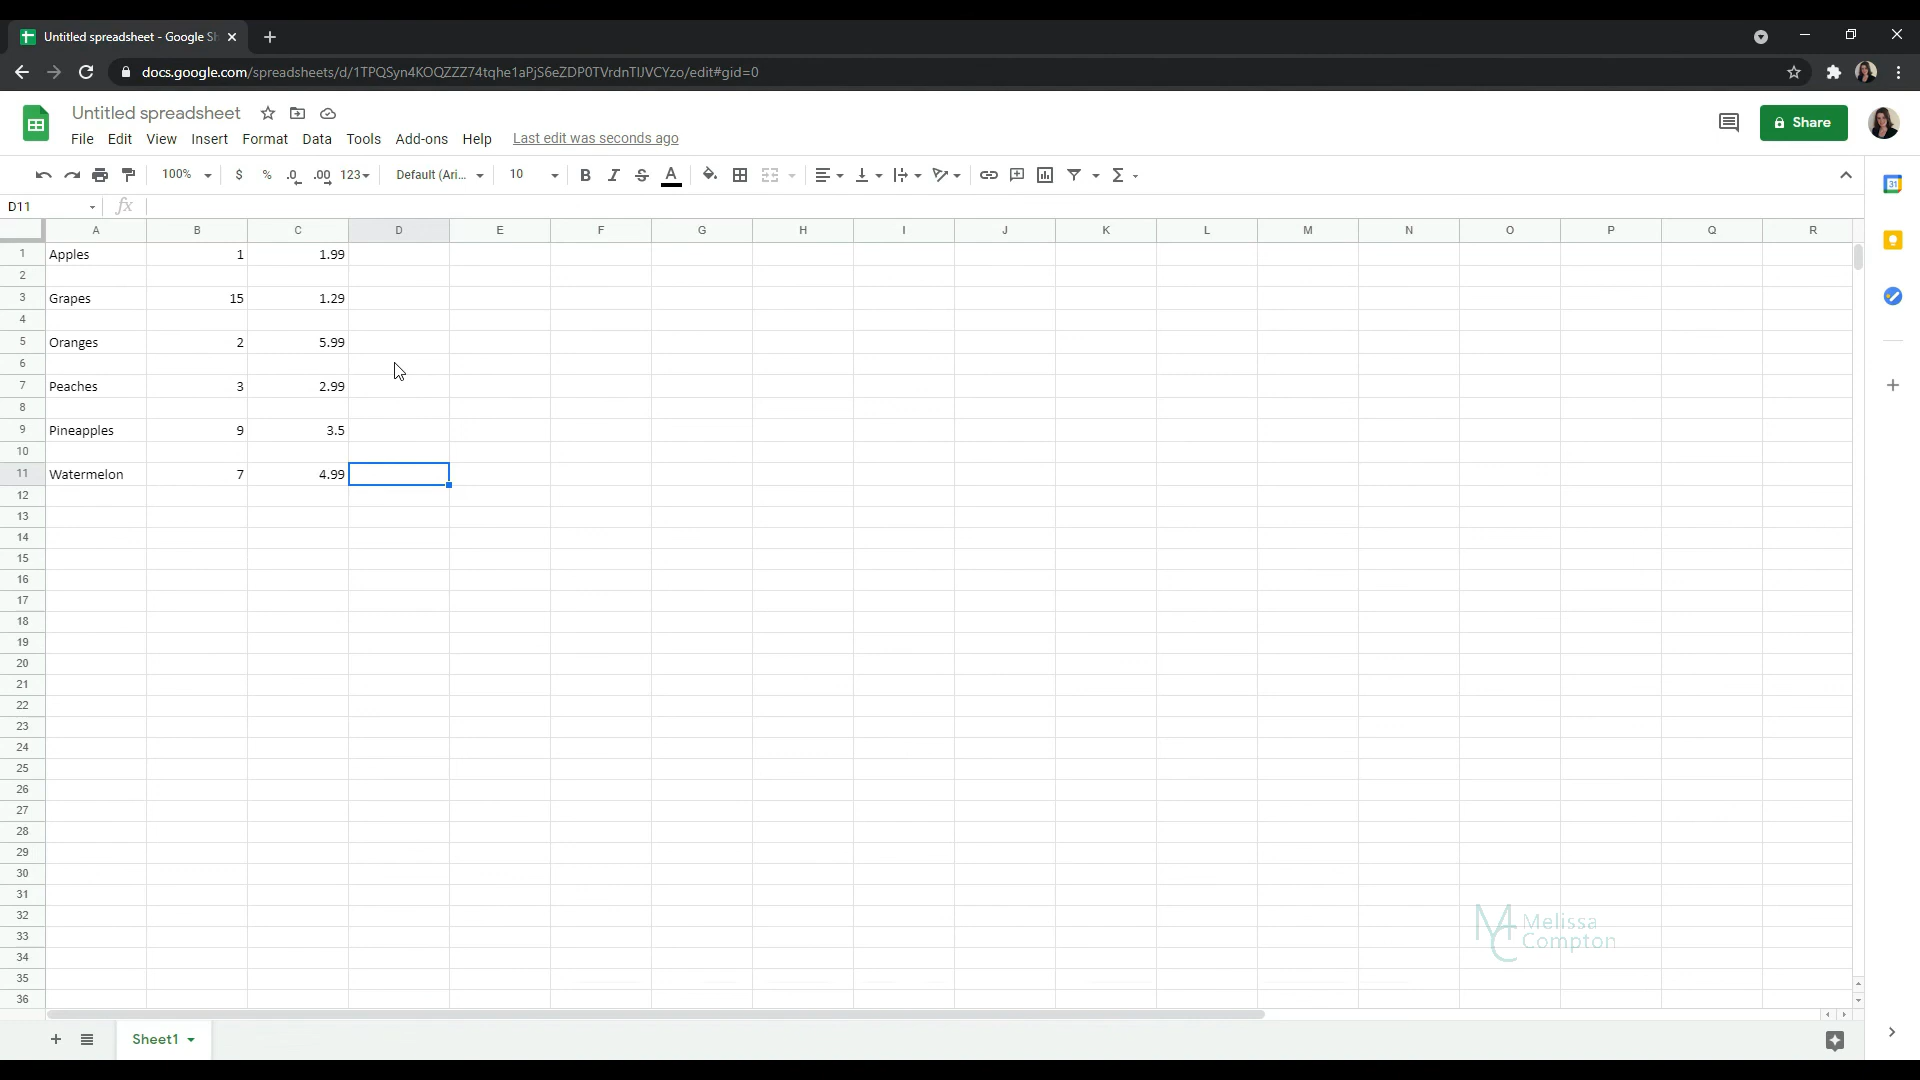 Untitled spreadsheet - Google Sh
docs.google.com/spreadsheets/d/1TPQSyn4KOQZZZ74tqhe1aPjS6eZDP0TVrdnTIJVCYzo/edit#gid=0
Untitled spreadsheet
File Edit View Insert Format Data Tools Add-ons Help Last edit was seconds ago
Share
100% $ % .0 .00 123 Default (Ari... 10 B I S A
31
D11 fx
A B C D E F G H I J K L M N O P Q R
1 Apples 1 1.99
2
3 Grapes 15 1.29
4
5 Oranges 2 5.99
6
7 Peaches 3 2.99
8
9 Pineapples 9 3.5
10
11 Watermelon 7 4.99
12
13
14
15
16
17
18
19
20
21
22
23
24
25
26
27
28
29
30
31
32
33
34
35
36
MC Melissa
Compton
Sheet1